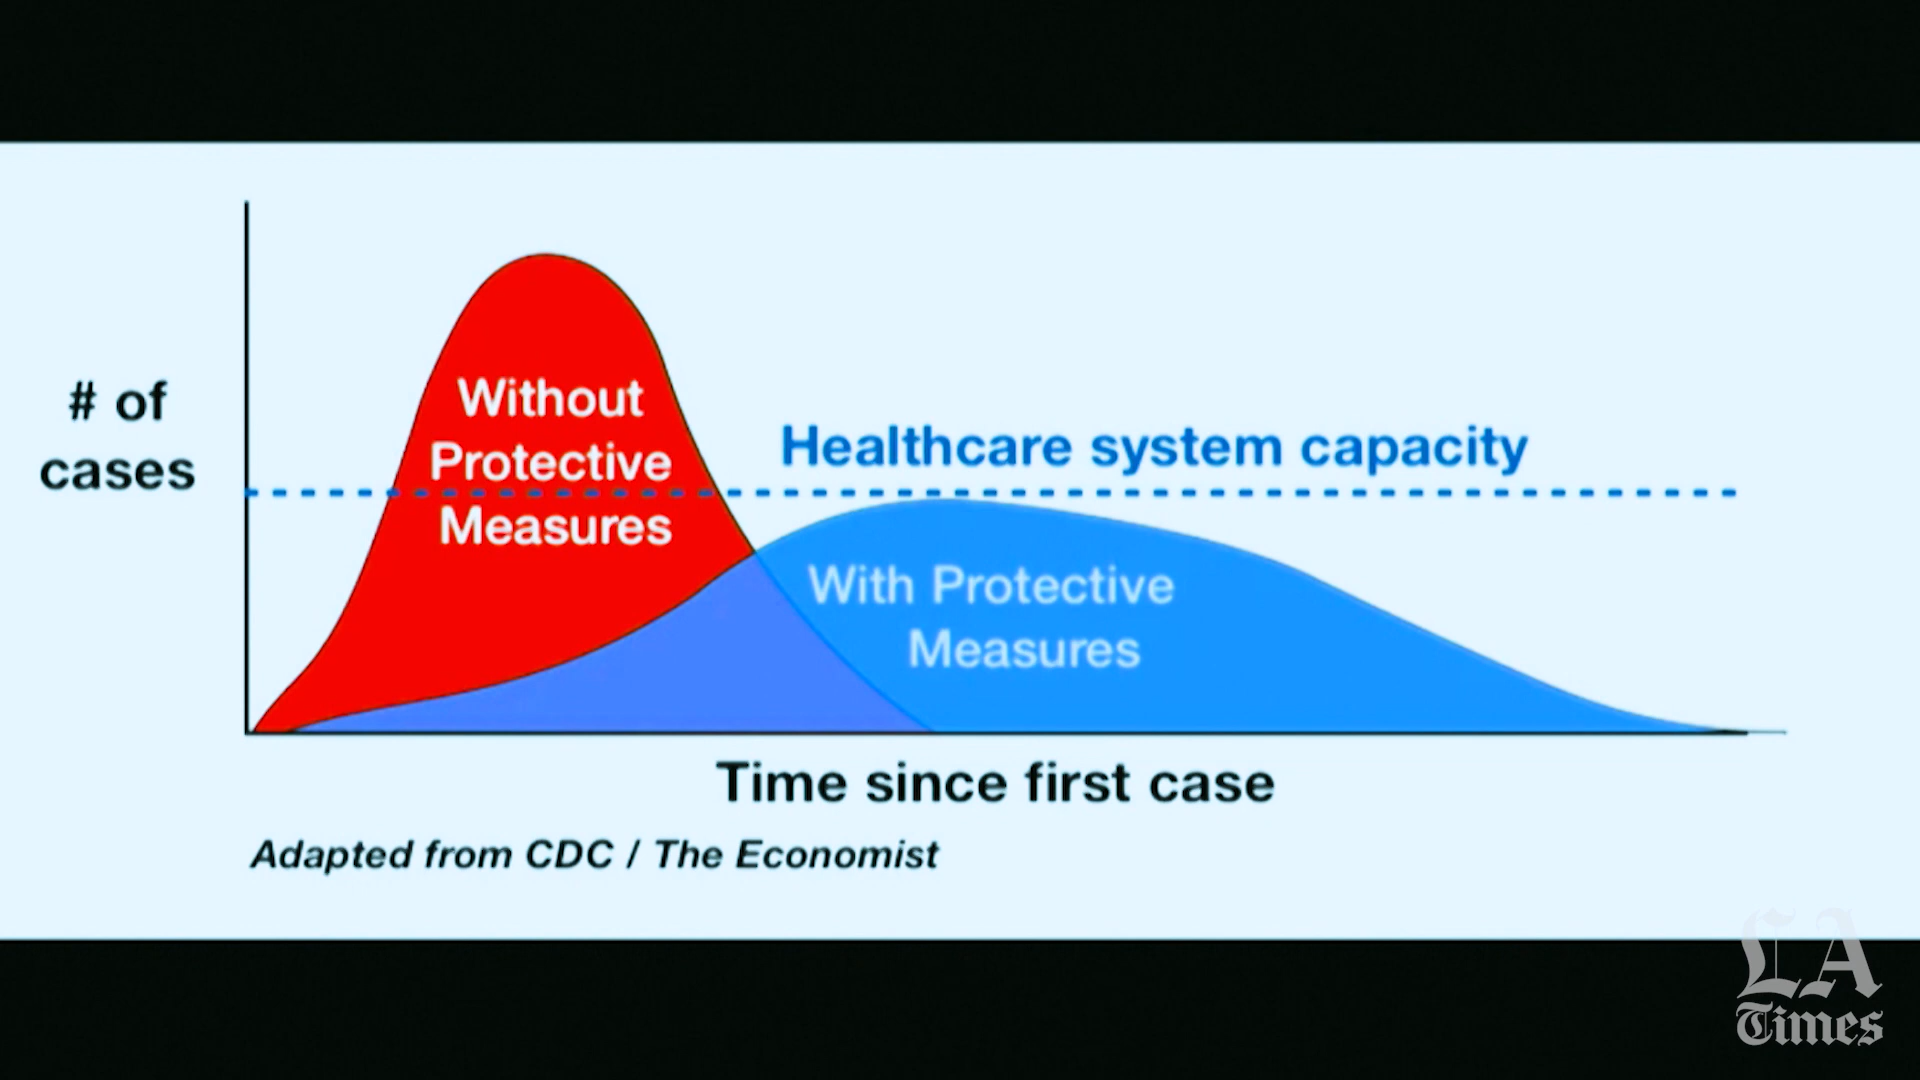 # of
cases
Without
Protective
Measures
Healthcare system capacity
With Protective
Measures
Time since first case
Adapted from CDC / The Economist
LA
Times